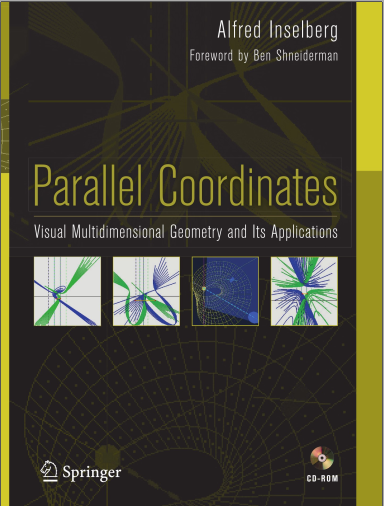 Alfred Inselberg
Foreword by Ben Shneiderman
Parallel Coordinates
Visual Multidimensional Geometry and Its Applications
Springer
CD-ROM